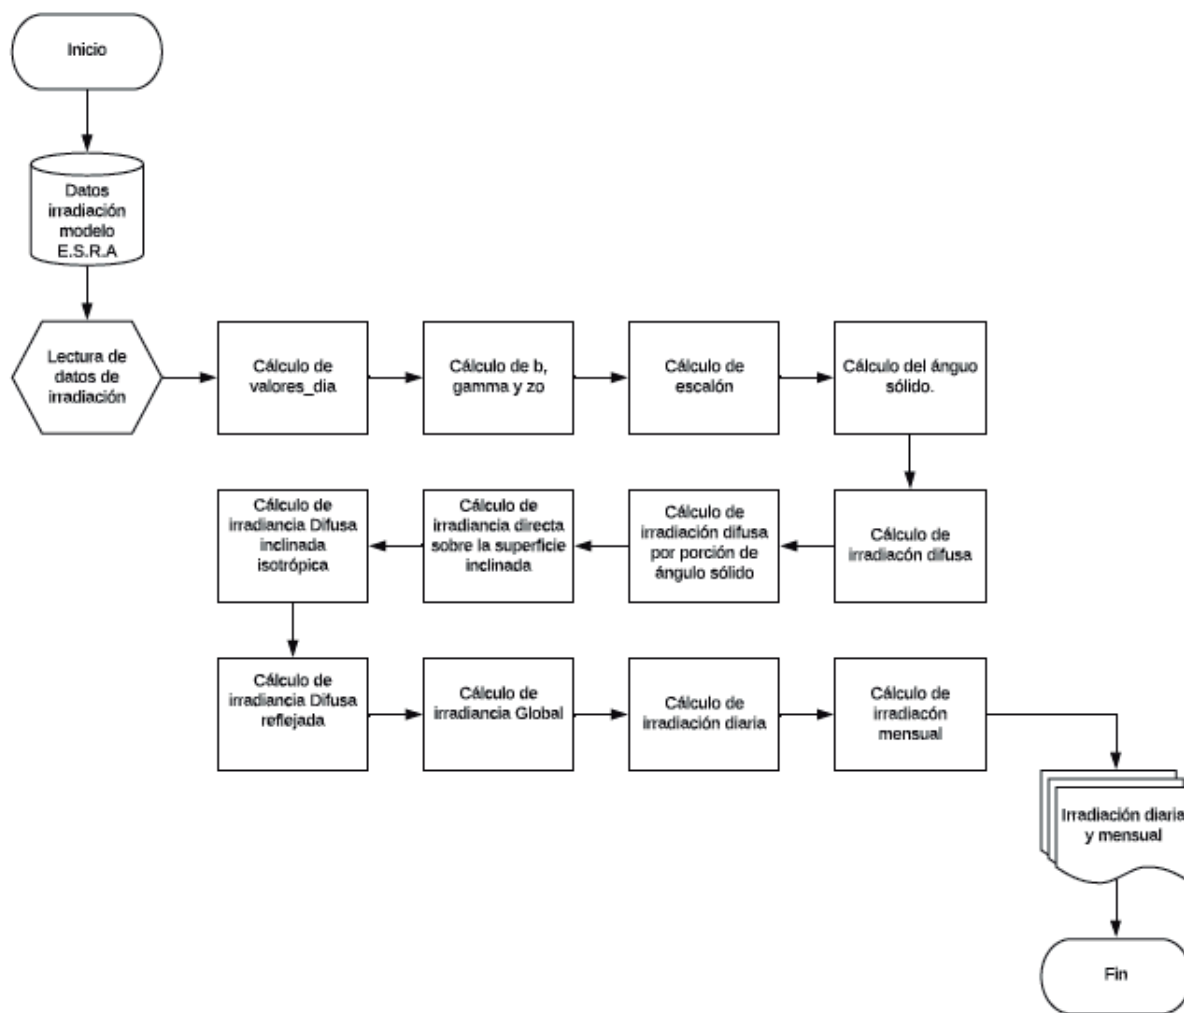 Inicio
Datos
irradiación
modelo
E.S.R.A
Lectura de
datos de
irradiación
Cálculo de
valores_dia
Cálculo de b,
gamma y zo
Cálculo de
escalón
Cálculo del ánguo
sólido.
Cálculo de
irradiacón difusa
Cálculo de
irradiación difusa
por porción de
ángulo sólido
Cálculo de
irradiancia directa
sobre la superficie
inclinada
Cálculo de
irradiancia Difusa
inclinada
isotrópica
Cálculo de
irradiancia Difusa
reflejada
Cálculo de
irradiancia Global
Cálculo de
irradiación diaria
Cálculo de
irradiacón
mensual
Irradiación diaria
y mensual
Fin